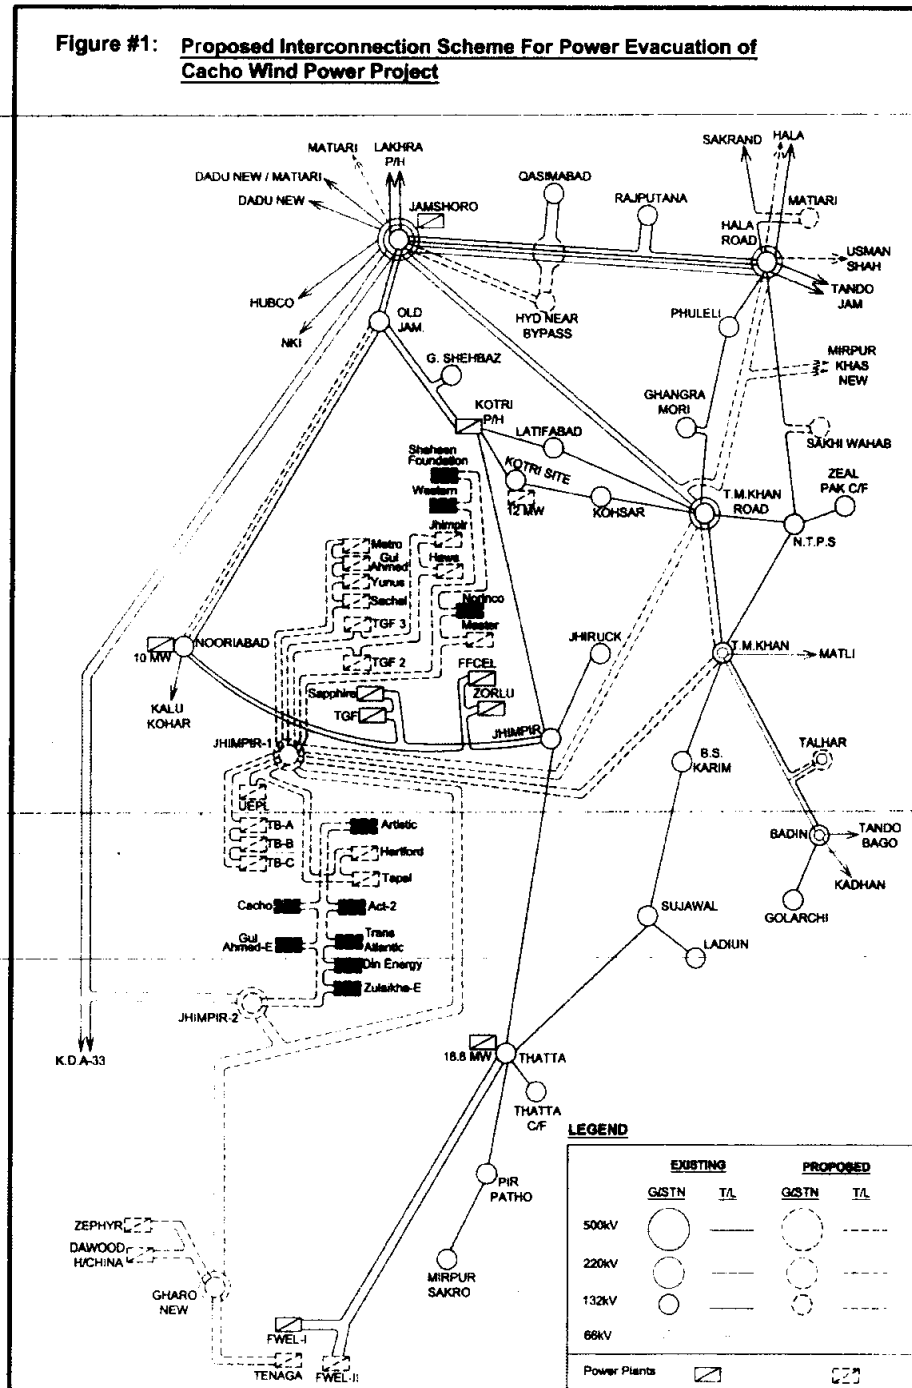 Figure #1: Proposed Interconnection Scheme For Power Evacuation of
Cacho Wind Power Project
MATIARI
LAKHRA
P/H
SAKRAND
HALA
DADU NEW / MATIARI
QASIMABAD
DADU NEW
JAMSHORO
RAJPUTANA
MATIARI
HALA
ROAD
USMAN
SHAH
TANDO
JAM
HUBCO
OLD
JAM.
HYD NEAR
BYPASS
PHULELI
NKI
MIRPUR
KHAS
NEW
G. SHEHBAZ
GHANGRA
MORI
KOTRI
P/H
LATIFABAD
SAKHI WAHAB
Shaheen
Foundation
KOTRI SITE
ZEAL
PAK C/F
Western
12 MW
KOHSAR
T.M.KHAN
ROAD
N.T.P.S
Jhimpir
Metro
Gul
Ahmed
Hawa
Yunus
Sachal
Norinco
TGF 3
Master
NOORIABAD
10 MW
JHIRUCK
T.M.KHAN
MATLI
TGF 2
FFCEL
KALU
KOHAR
Sapphire
ZORLU
TGF
JHIMPIR
JHIMPIR-1
B.S.
KARIM
TALHAR
UEPL
TB-A
Artistic
BADIN
TANDO
BAGO
TB-B
Hartford
TB-C
Tapal
KADHAN
Cacho
Act-2
SUJAWAL
GOLARCHI
Gul
Ahmed-E
Trans
Atlantic
LADIUN
Din Energy
Zulaikha-E
JHIMPIR-2
K.D.A-33
18.8 MW
THATTA
THATTA
C/F
LEGEND
EXISTING PROPOSED
G/STN T/L G/STN T/L
PIR
PATHO
500kV
ZEPHYR
DAWOOD
H/CHINA
220kV
MIRPUR
SAKRO
GHARO
NEW
132kV
66kV
FWEL-I
TENAGA
FWEL-II
Power Plants